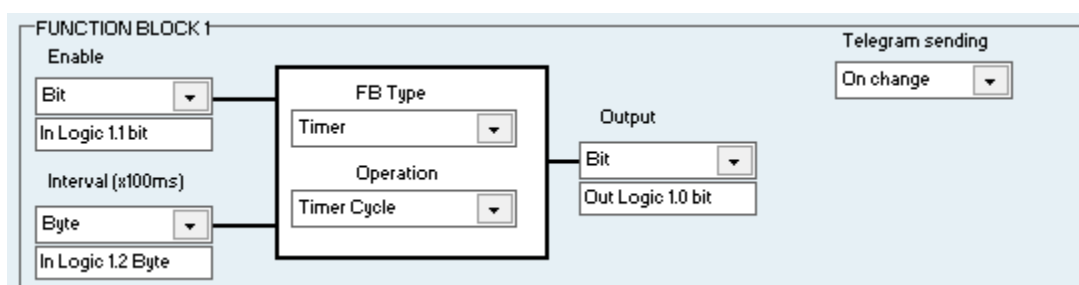 FUNCTION BLOCK 1
Enable
Bit
In Logic 1.1 bit
Interval (x100ms)
Byte
In Logic 1.2 Byte
FB Type
Timer
Operation
Timer Cycle
Output
Bit
Out Logic 1.0 bit
Telegram sending
On change